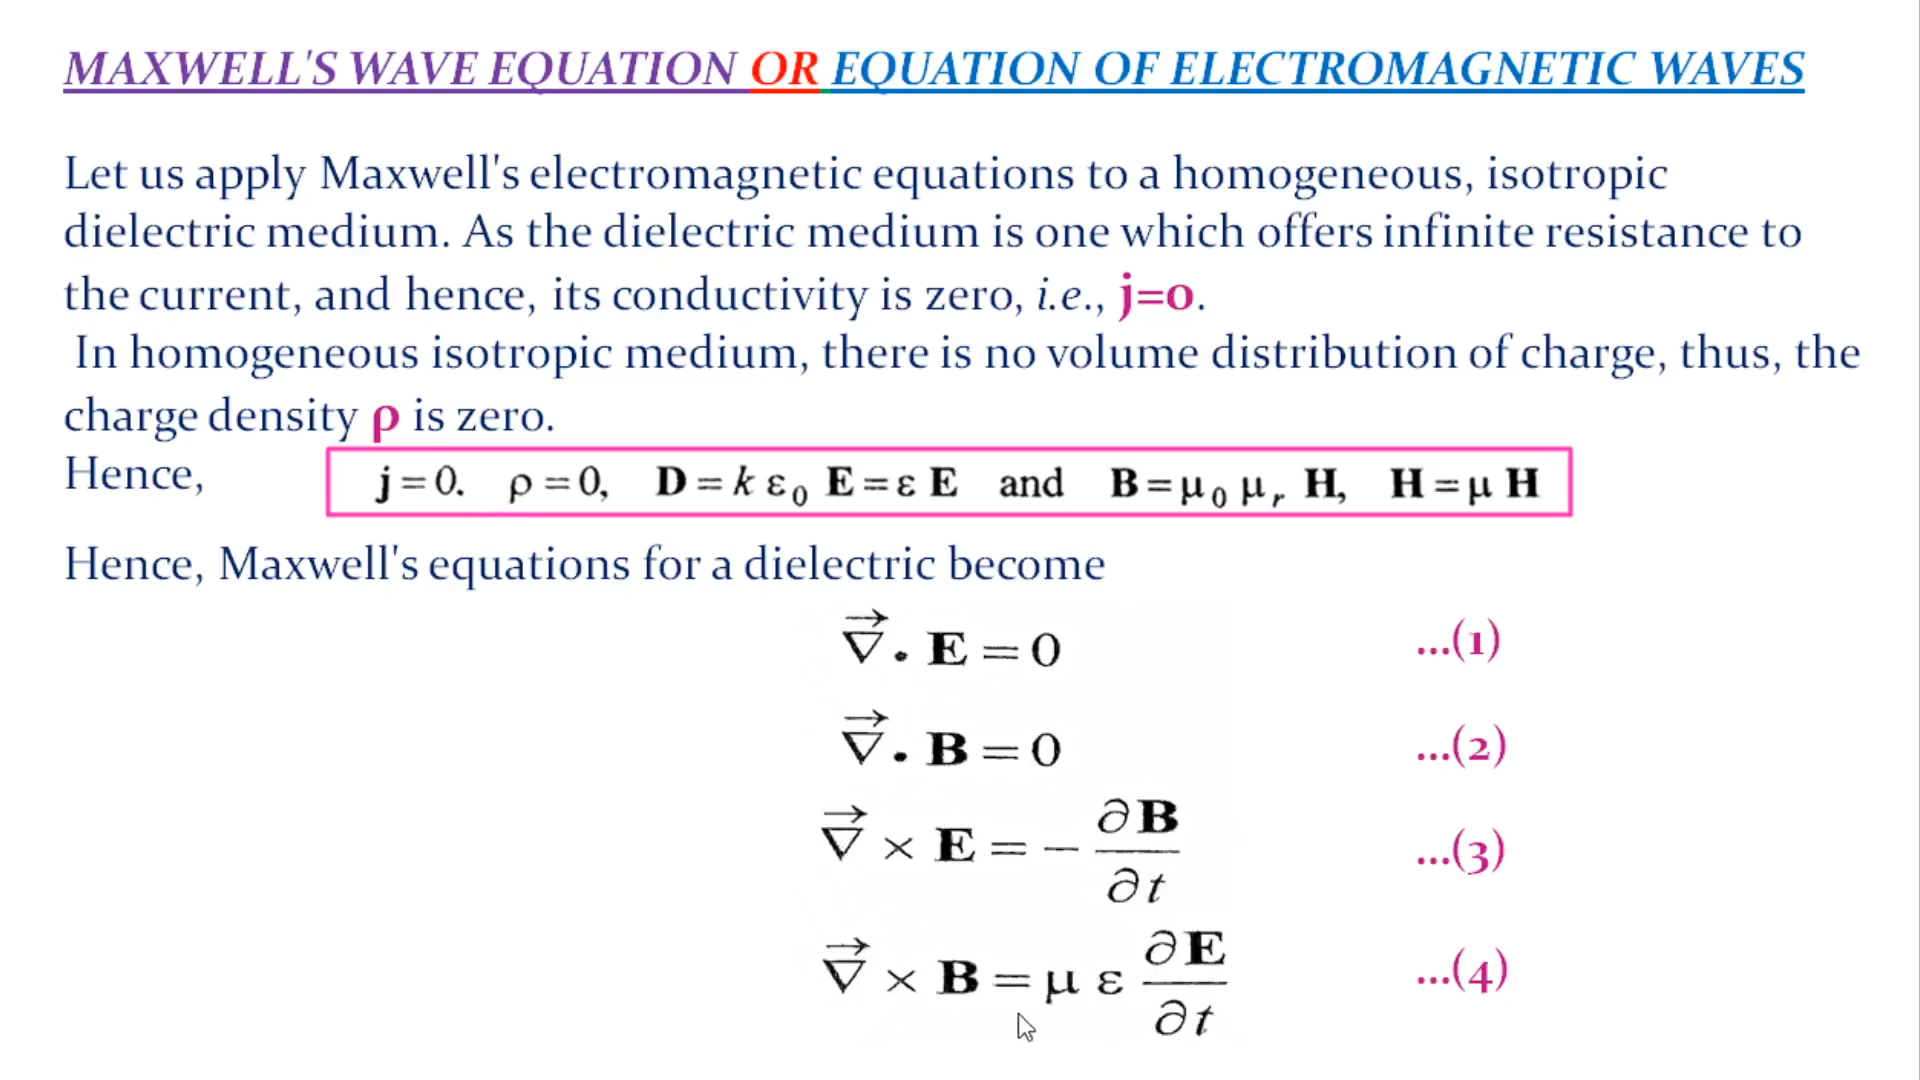 MAXWELL'S WAVE EQUATION OR EQUATION OF ELECTROMAGNETIC WAVES
Let us apply Maxwell's electromagnetic equations to a homogeneous, isotropic
dielectric medium. As the dielectric medium is one which offers infinite resistance to
the current, and hence, its conductivity is zero, i.e., j=0.
In homogeneous isotropic medium, there is no volume distribution of charge, thus, the
charge density ρ is zero.
Hence, j = 0. ρ = 0, D = k ε₀ E = ε E and B = μ₀ μᵣ H, H = μ H
Hence, Maxwell's equations for a dielectric become
∇⃗ . E = 0 ...(1)
∇⃗ . B = 0 ...(2)
∇⃗ × E = − ∂B/∂t ...(3)
∇⃗ × B = μ ε ∂E/∂t ...(4)